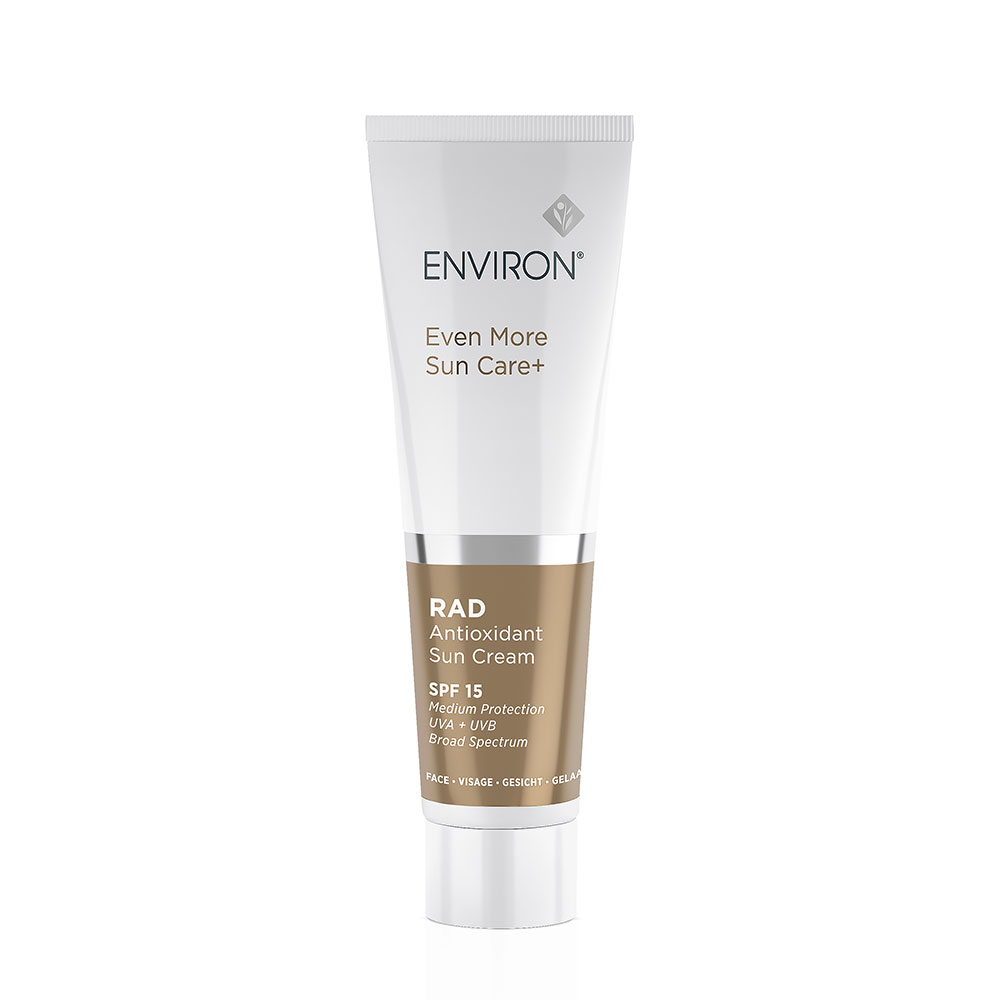 ENVIRON®
Even More
Sun Care+
RAD
Antioxidant
Sun Cream
SPF 15
Medium Protection
UVA + UVB
Broad Spectrum
FACE • VISAGE • GESICHT •